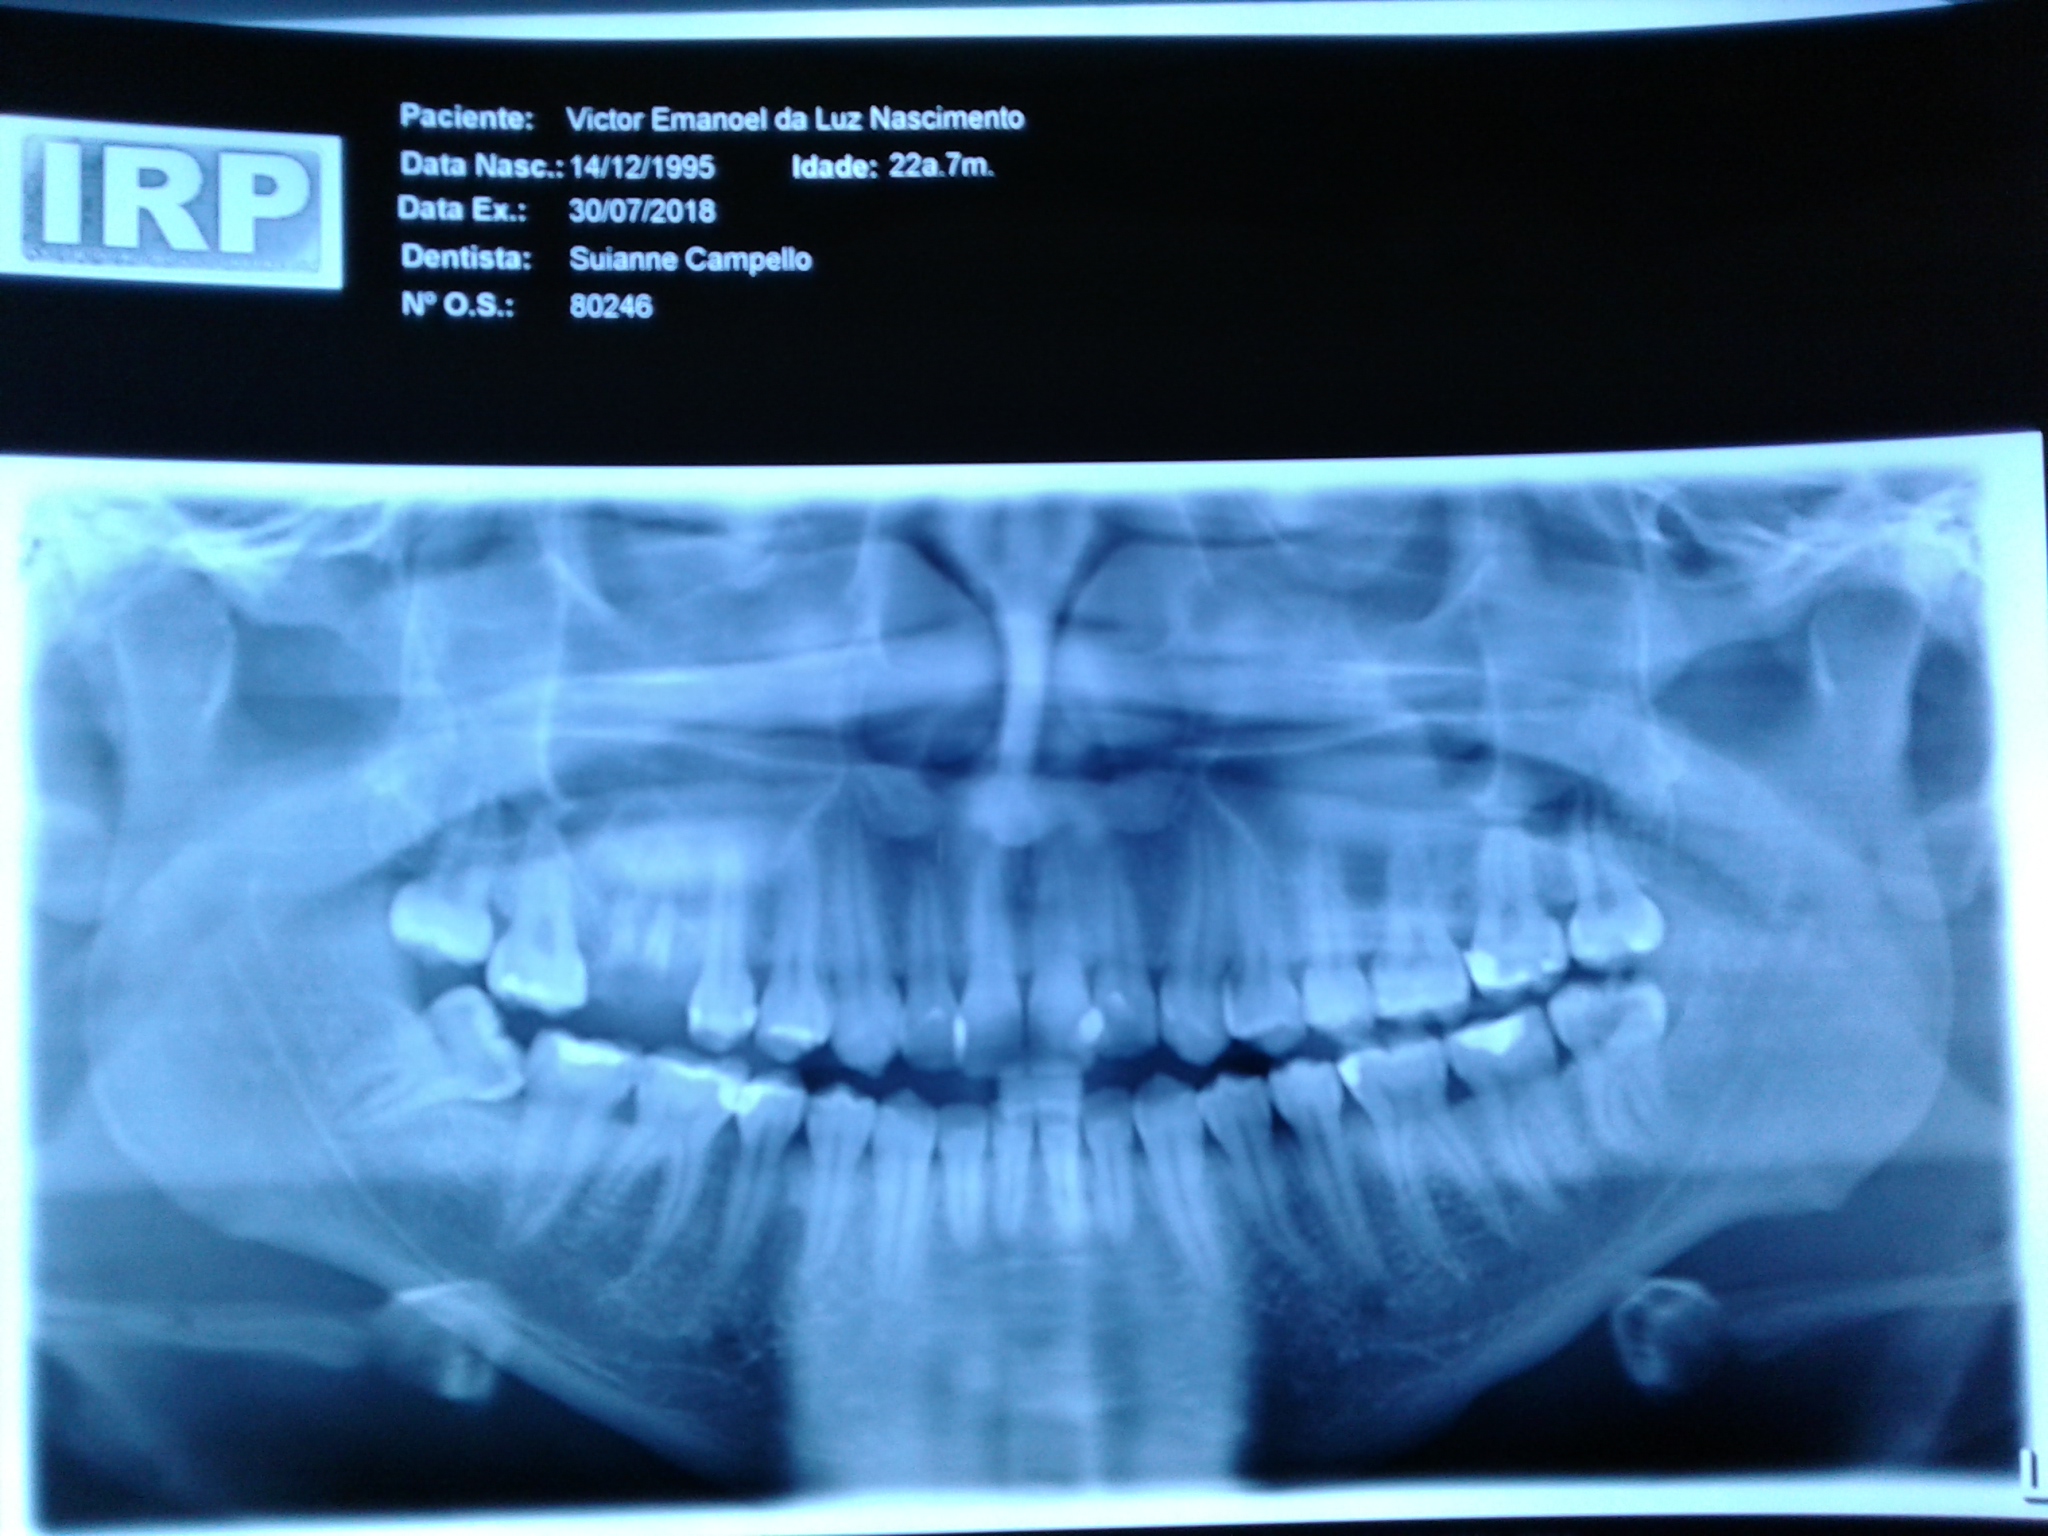 IRP
Paciente: Victor Emanoel da Luz Nascimento
Data Nasc.: 14/12/1995 Idade: 22a.7m.
Data Ex.: 30/07/2018
Dentista: Suianne Campello
Nº O.S.: 80246